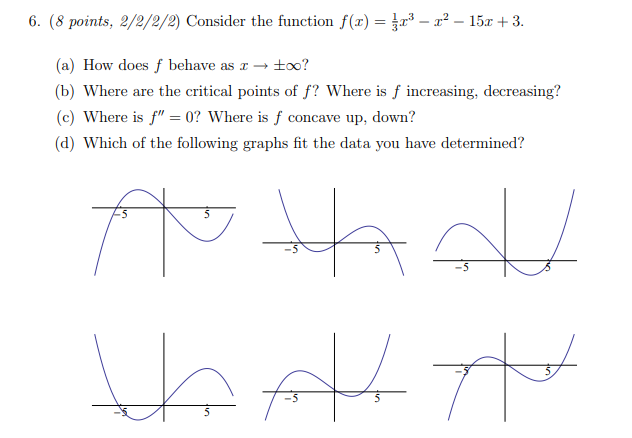 6. (8 points, 2/2/2/2) Consider the function f(x) = ⅓x³ − x² − 15x + 3.
(a) How does f behave as x → ±∞?
(b) Where are the critical points of f? Where is f increasing, decreasing?
(c) Where is f″ = 0? Where is f concave up, down?
(d) Which of the following graphs fit the data you have determined?
−5 5
−5 5
−5 5
−5 5
−5 5
−5 5